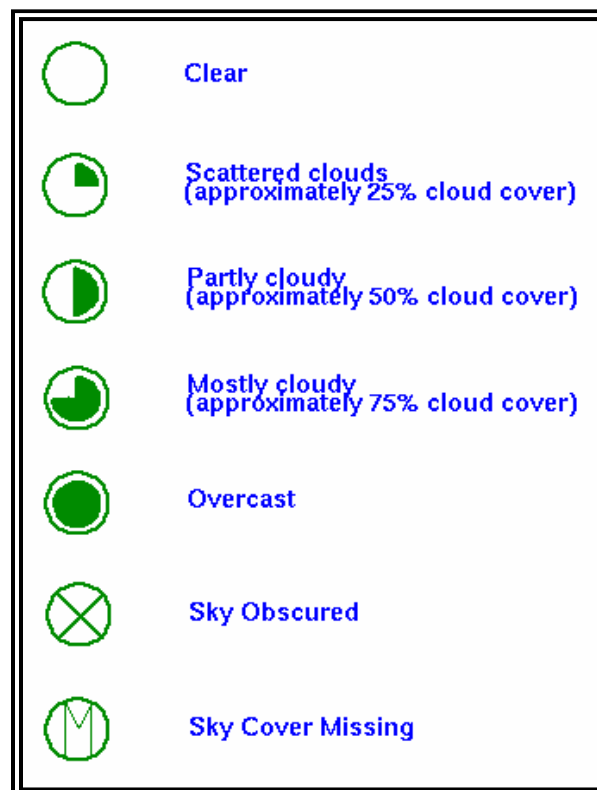 Clear
Scattered clouds
(approximately 25% cloud cover)
Partly cloudy
(approximately 50% cloud cover)
Mostly cloudy
(approximately 75% cloud cover)
Overcast
Sky Obscured
M
Sky Cover Missing